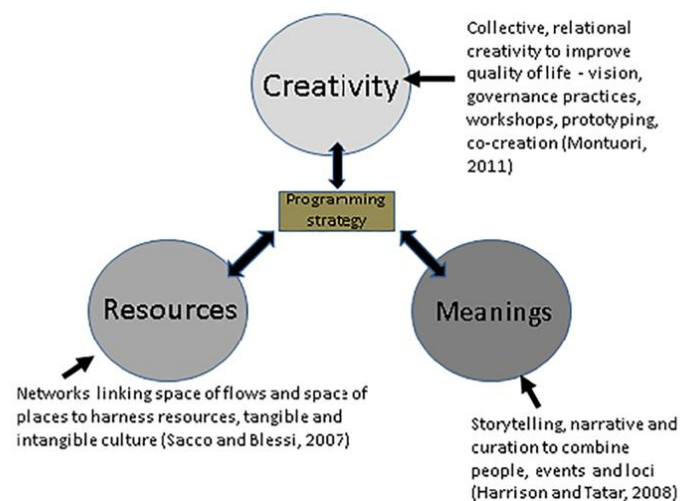 Collective, relational
creativity to improve
quality of life - vision,
governance practices,
workshops, prototyping,
co-creation (Montuori,
2011)
Creativity
Programming
strategy
Resources
Meanings
Networks linking space of flows and space of
places to harness resources, tangible and
intangible culture (Sacco and Blessi, 2007)
Storytelling, narrative and
curation to combine
people, events and loci
(Harrison and Tatar, 2008)